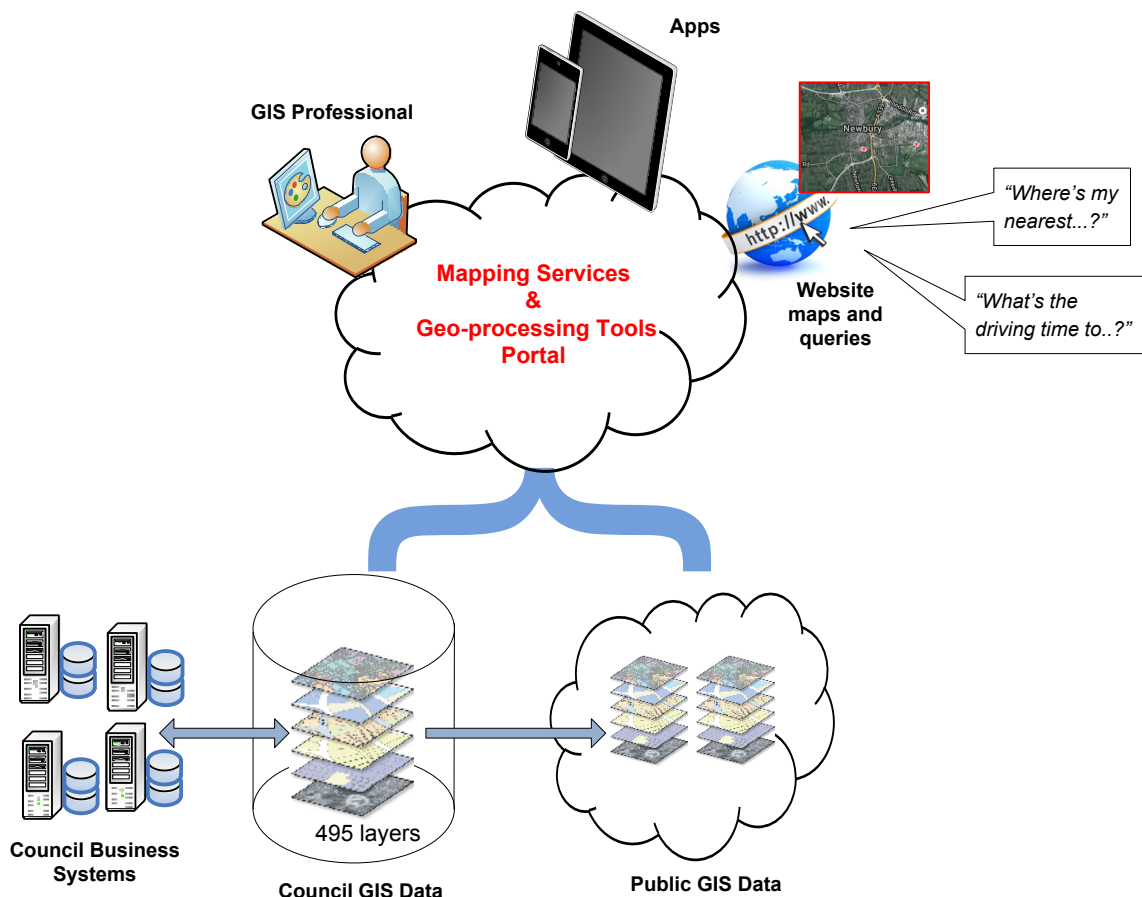 Apps
GIS Professional
Newbury
http://www.
“Where’s my
nearest...?”
Mapping Services
&
Geo-processing Tools
Portal
Website
maps and
queries
“What’s the
driving time to..?”
495 layers
Council Business
Systems
Council GIS Data
Public GIS Data